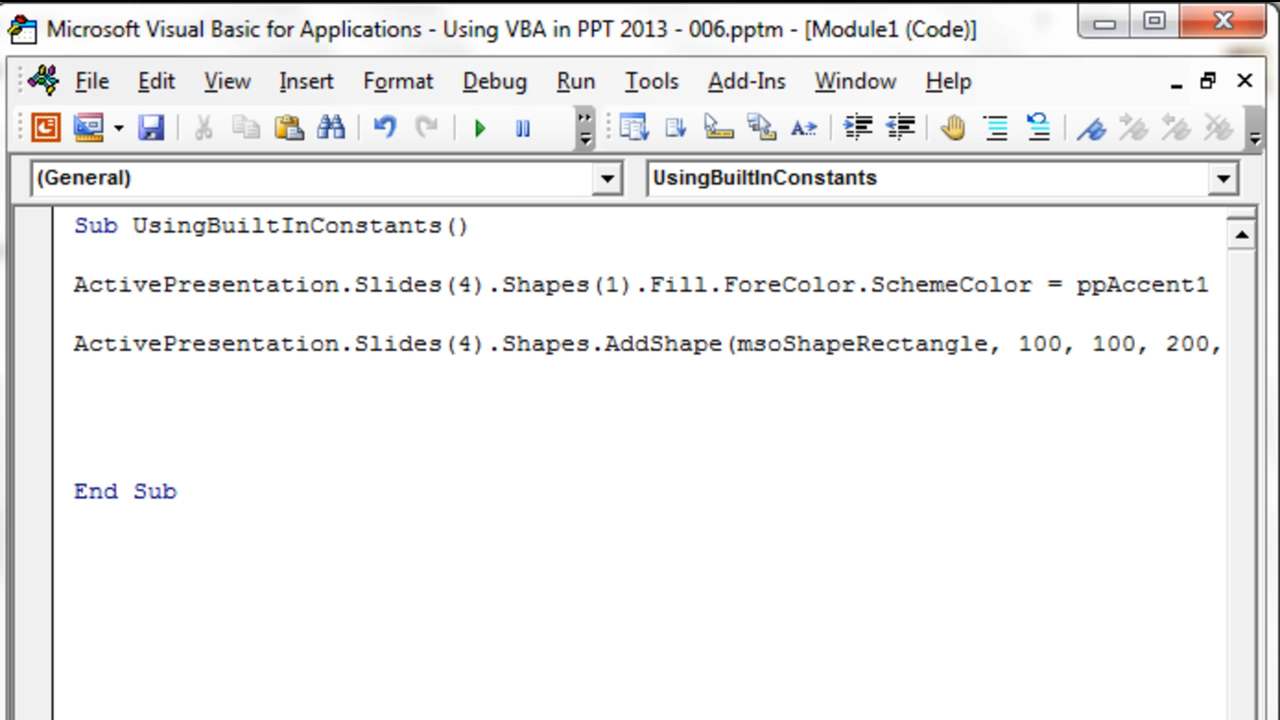 Microsoft Visual Basic for Applications - Using VBA in PPT 2013 - 006.pptm - [Module1 (Code)]
File Edit View Insert Format Debug Run Tools Add-Ins Window Help
(General) UsingBuiltInConstants
Sub UsingBuiltInConstants()
ActivePresentation.Slides(4).Shapes(1).Fill.ForeColor.SchemeColor = ppAccent1
ActivePresentation.Slides(4).Shapes.AddShape(msoShapeRectangle, 100, 100, 200,
End Sub